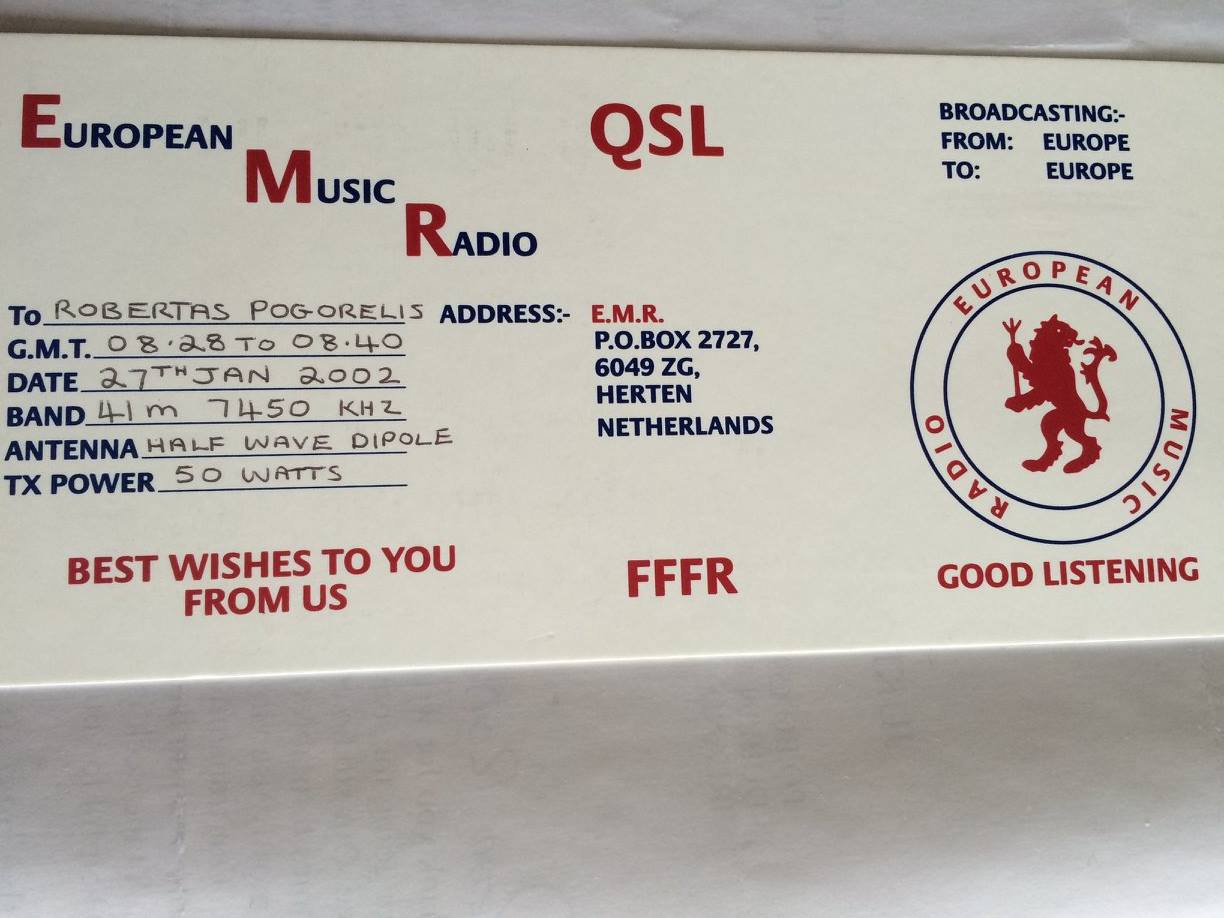 EUROPEAN
MUSIC
RADIO
QSL
BROADCASTING:-
FROM: EUROPE
TO: EUROPE
To ROBERTAS POGORELIS
G.M.T. 08.28 TO 08.40
DATE 27TH JAN 2002
BAND 41m 7450 KHZ
ANTENNA HALF WAVE DIPOLE
TX POWER 50 WATTS
ADDRESS:- E.M.R.
P.O.BOX 2727,
6049 ZG,
HERTEN
NETHERLANDS
EUROPEAN MUSIC RADIO
BEST WISHES TO YOU
FROM US
FFFR
GOOD LISTENING